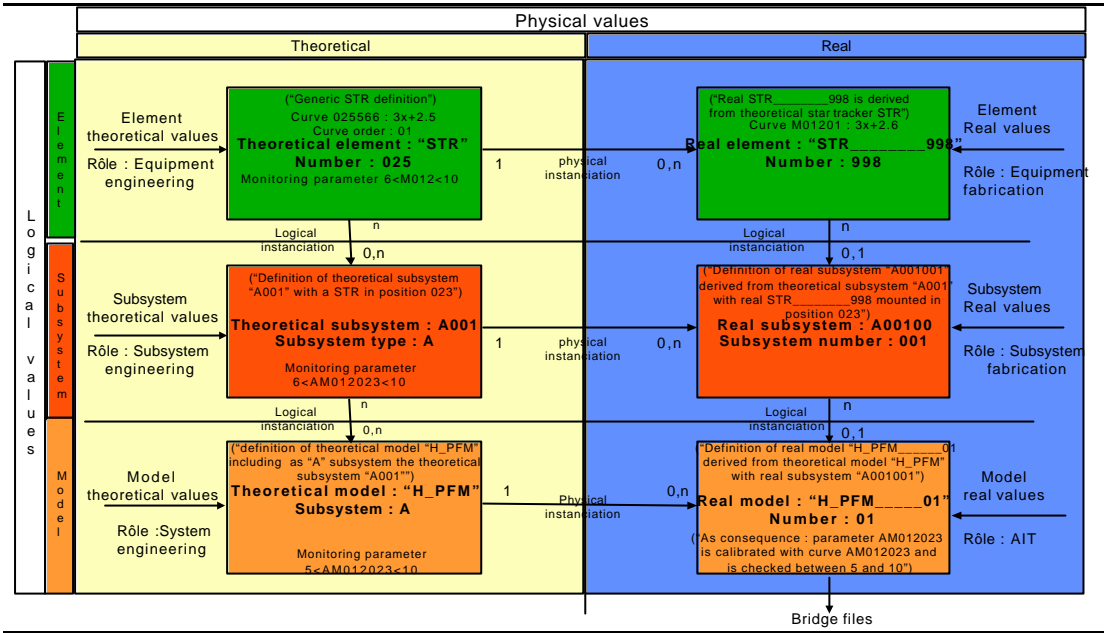 Physical values
Theoretical
Real
Logical values
Element
Subsystem
Model
Element
theoretical values
Rôle : Equipment
engineering
("Generic STR definition")
Curve 025566 : 3x+2.5
Curve order : 01
Theoretical element : "STR"
Number : 025
Monitoring parameter 6<M012<10
1
physical
instanciation
0,n
("Real STR________998 is derived
from theoretical star tracker STR")
Curve M01201 : 3x+2.6
Real element : "STR________998"
Number : 998
Element
Real values
Rôle : Equipment
fabrication
n
Logical
instanciation
0,n
n
Logical
instanciation
0,1
Subsystem
theoretical values
Rôle : Subsystem
engineering
("Definition of theoretical subsystem
"A001" with a STR in position 023")
Theoretical subsystem : A001
Subsystem type : A
Monitoring parameter
6<AM012023<10
1
physical
instanciation
0,n
("Definition of real subsystem "A001001"
derived from theoretical subsystem "A001"
with real STR________998 mounted in
position 023")
Real subsystem : A00100
Subsystem number : 001
Subsystem
Real values
Rôle : Subsystem
fabrication
n
Logical
instanciation
0,n
n
Logical
instanciation
0,1
Model
theoretical values
Rôle :System
engineering
("definition of theoretical model "H_PFM"
including as "A" subsystem the theoretical
subsystem "A001"")
Theoretical model : "H_PFM"
Subsystem : A
Monitoring parameter
5<AM012023<10
1
Physical
instanciation
0,n
("Definition of real model "H_PFM______01
derived from theoretical model "H_PFM"
with real subsystem "A001001")
Real model : "H_PFM_____01"
Number : 01
("As consequence : parameter AM012023
is calibrated with curve AM012023 and
is checked between 5 and 10")
Model
real values
Rôle : AIT
Bridge files